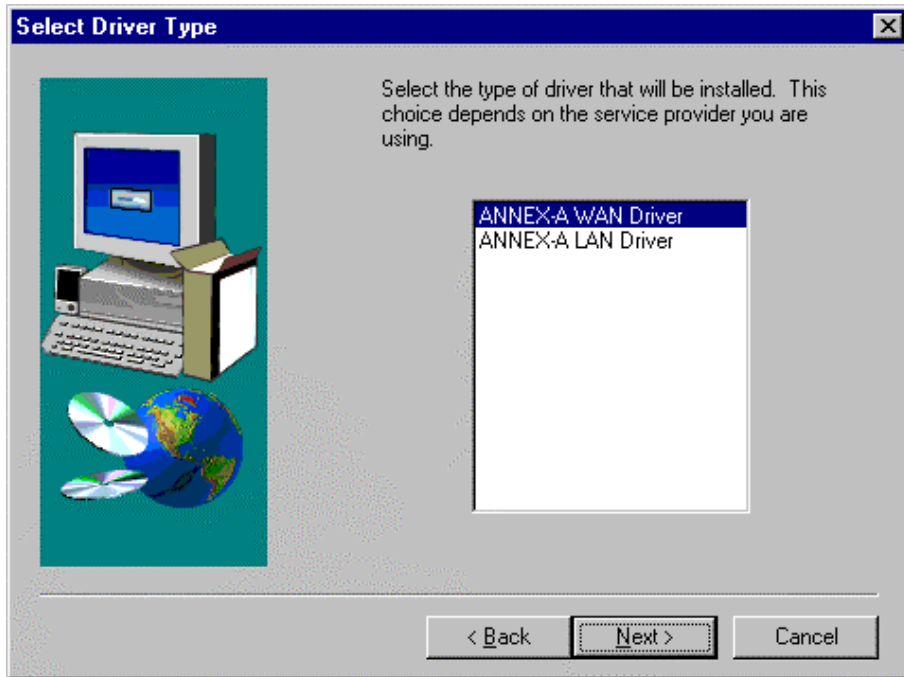 Select Driver Type
Select the type of driver that will be installed.  This
choice depends on the service provider you are
using.
ANNEX-A WAN Driver
ANNEX-A LAN Driver
< Back
Next >
Cancel